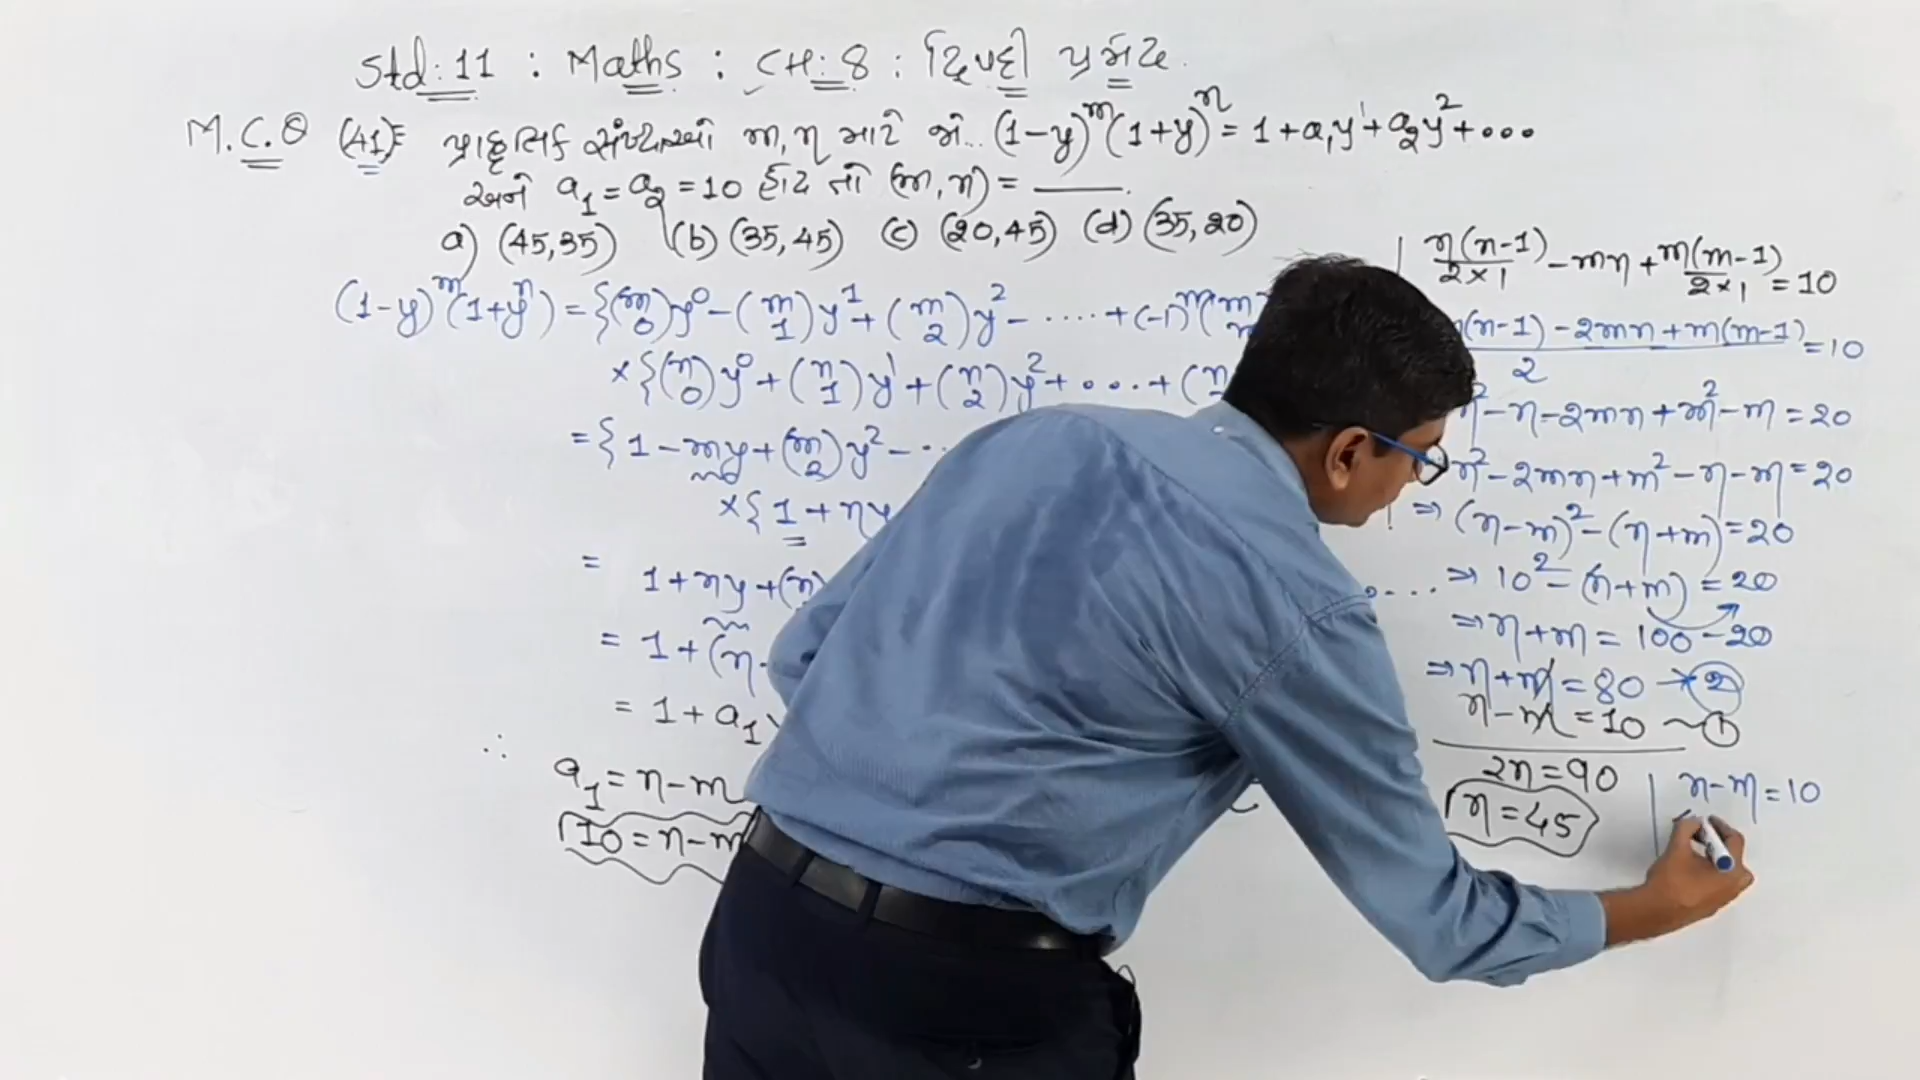 Std: 11 : Maths : CH: 8 : દ્વિપદી પ્રમેય.
M.C.Q (41): પ્રાકૃતિક સંખ્યાઓ m, n માટે જો.. (1-y)^m (1+y)^n = 1 + a₁y¹ + a₂y² + ...
અને a₁ = a₂ = 10 હોય તો (m, n) = ______.
a) (45,35) (b) (35,45) (c) (20,45) (d) (35,20)
(1-y)^m (1+y^n) = {(m 0)y⁰ - (m 1)y¹ + (m 2)y² - ..... + (-1)^m (m
× {(n 0)y⁰ + (n 1)y¹ + (n 2)y² + .... + (n
= {1 - my + (m 2)y² - ..
× {1 + ny
= 1 + ny + (n
= 1 + (n -
= 1 + a₁
∴ a₁ = n - m
10 = n - m
n(n-1)/2×1 - mn + m(m-1)/2×1 = 10
(n-1) - 2mn + m(m-1)/2 = 10
n² - n - 2mn + m² - m = 20
n² - 2mn + m² - n - m = 20
⇒ (n-m)² - (n+m) = 20
.... ⇒ 10² - (n+m) = 20
⇒ n + m = 100 - 20
⇒ n + m = 80 → (2)
n - m = 10 ~ (1)
2n = 90
n = 45
n - m = 10